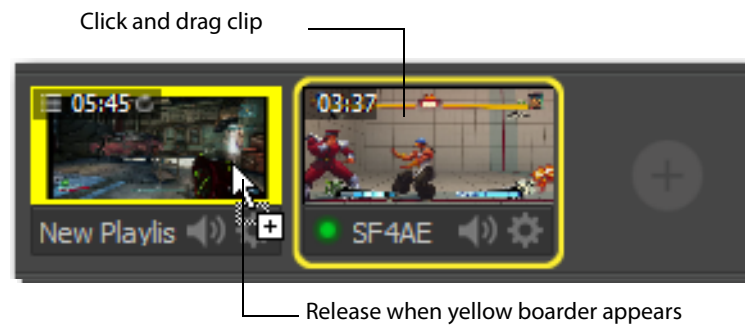 Click and drag clip
05:45
03:37
New Playlis
SF4AE
Release when yellow boarder appears